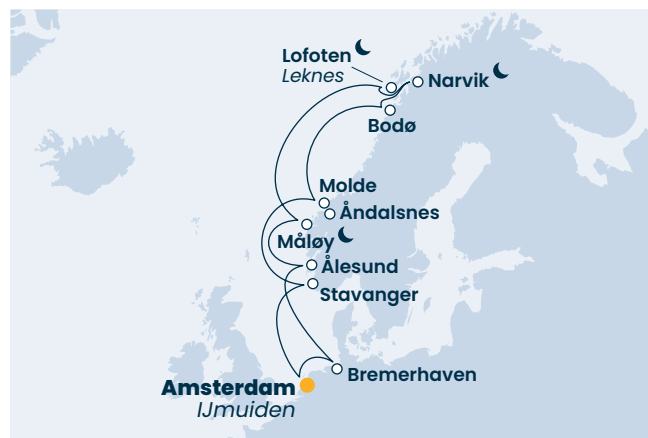 Lofoten
Leknes
Narvik
Bodø
Molde
Åndalsnes
Måløy
Ålesund
Stavanger
Bremerhaven
Amsterdam
IJmuiden